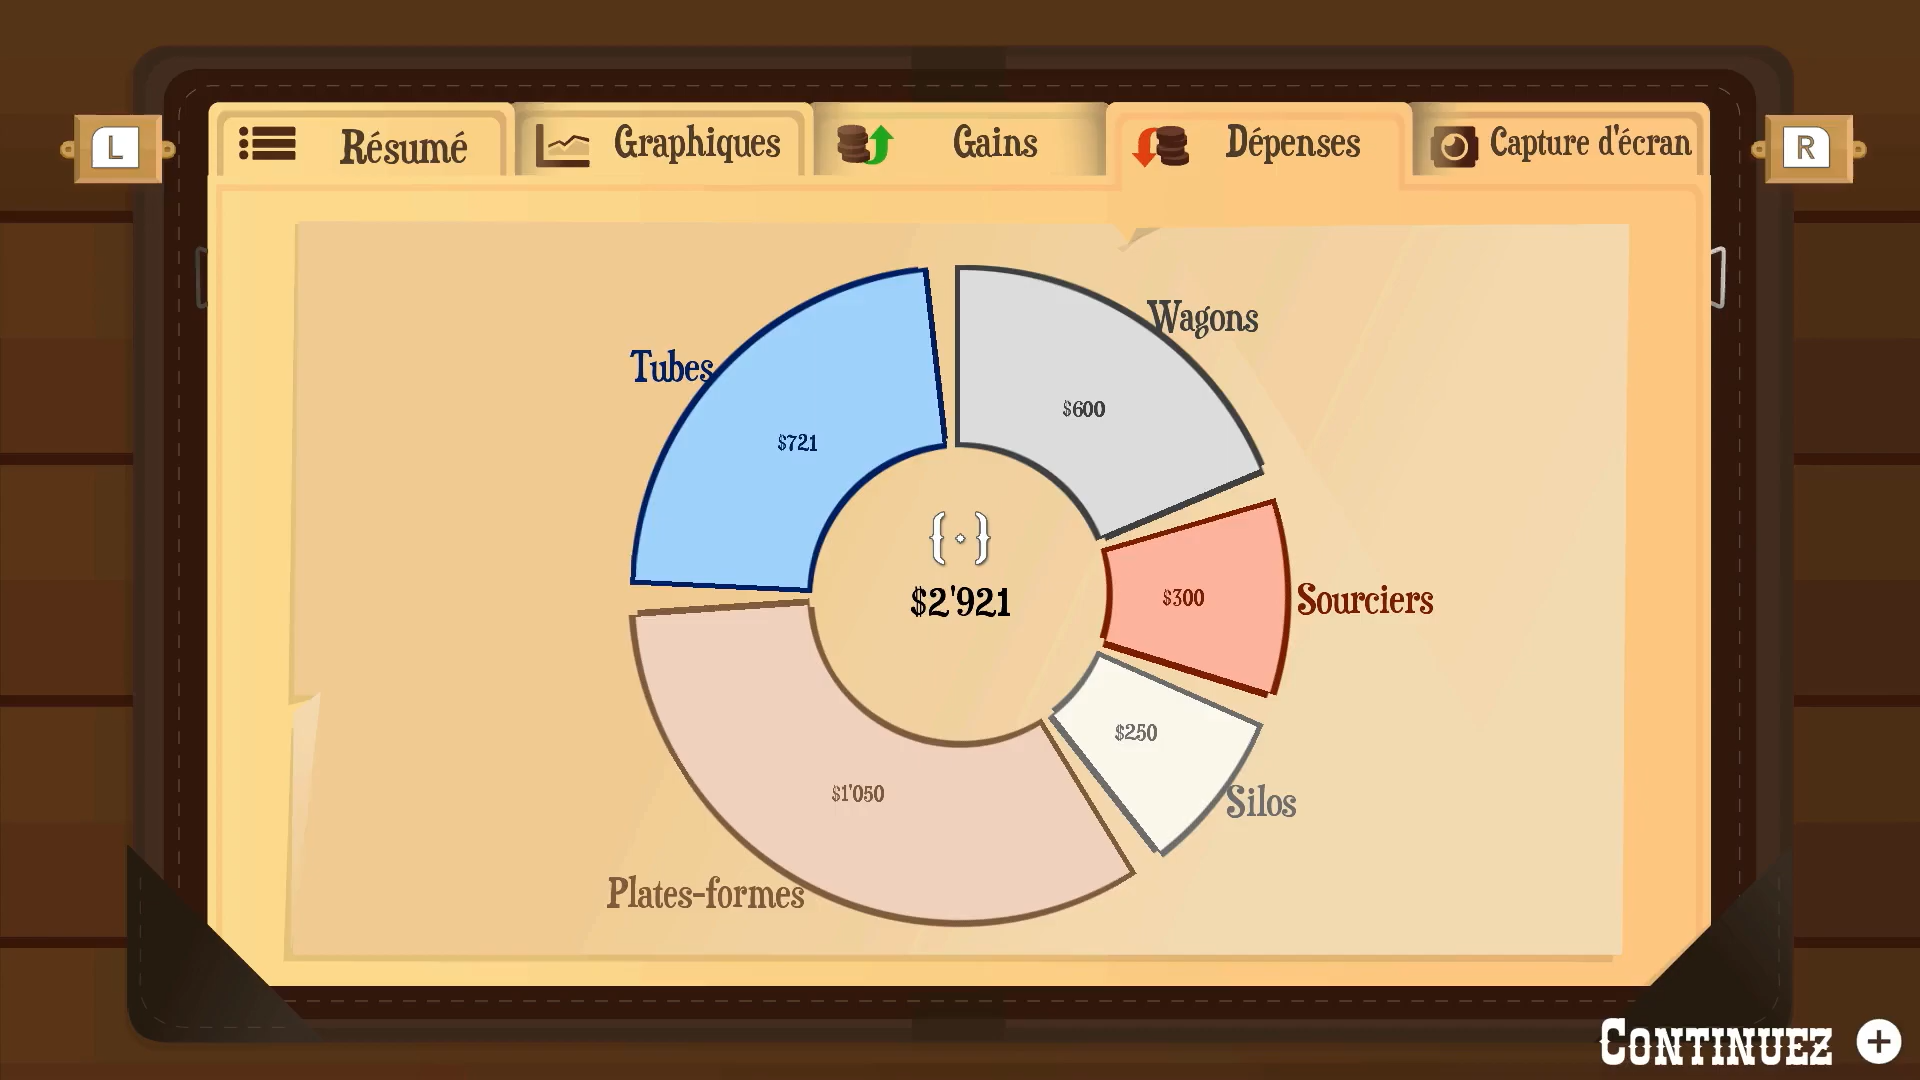 L
Résumé
Graphiques
Gains
Dépenses
Capture d'écran
R
Wagons
Tubes
$600
$721
{·}
$2'921
$300
Sourciers
$250
Silos
$1'050
Plates-formes
Continuez +